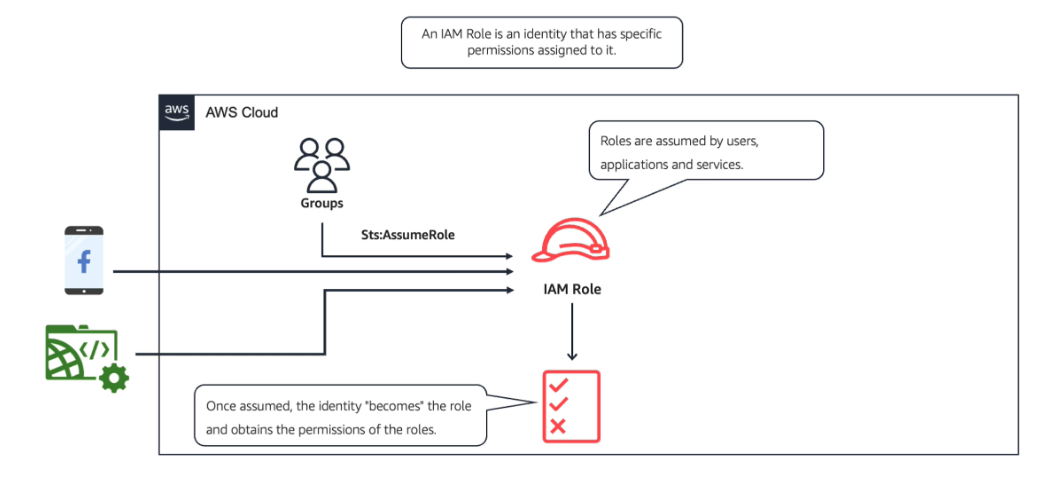 An IAM Role is an identity that has specific
permissions assigned to it.
aws
AWS Cloud
Roles are assumed by users,
applications and services.
Groups
Sts:AssumeRole
f
IAM Role
</>
Once assumed, the identity "becomes" the role
and obtains the permissions of the roles.